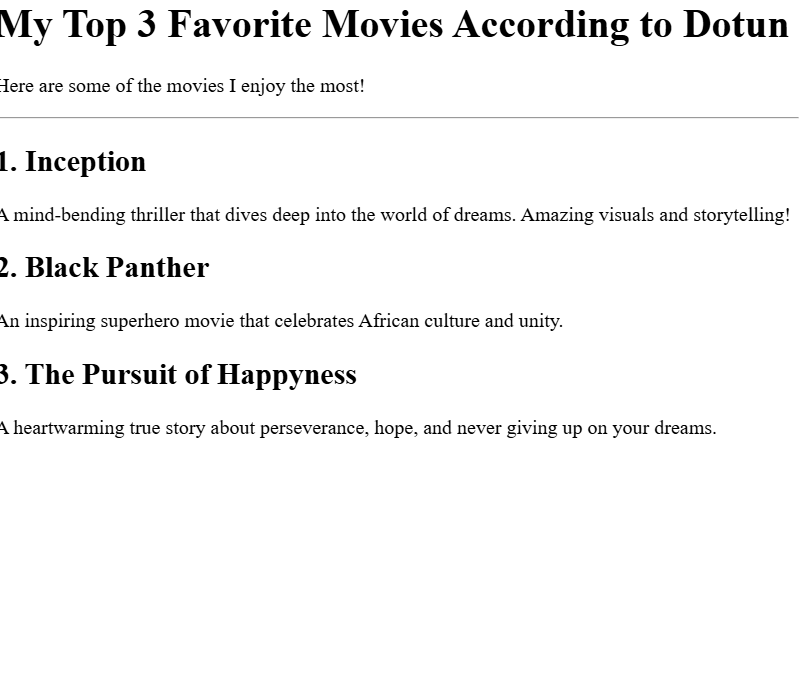 My Top 3 Favorite Movies According to Dotun
Here are some of the movies I enjoy the most!
1. Inception
A mind-bending thriller that dives deep into the world of dreams. Amazing visuals and storytelling!
2. Black Panther
An inspiring superhero movie that celebrates African culture and unity.
3. The Pursuit of Happyness
A heartwarming true story about perseverance, hope, and never giving up on your dreams.